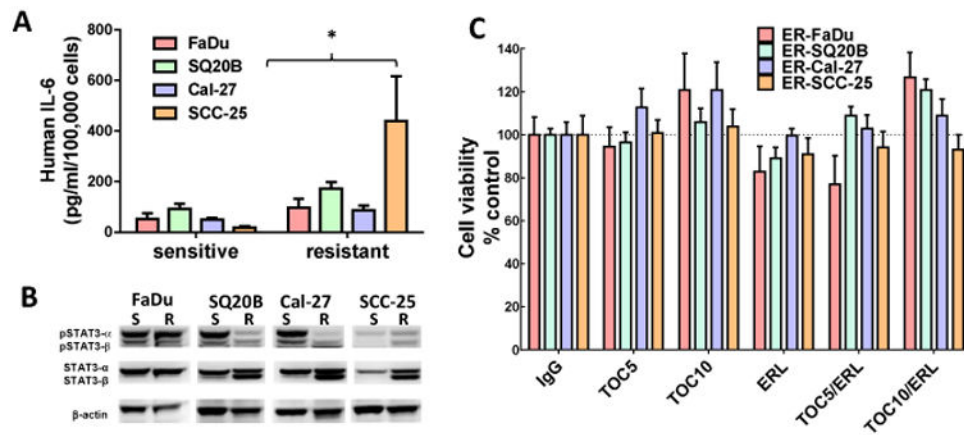 A
Human IL-6
(pg/ml/100,000 cells)
800
600
400
200
0
FaDu
SQ20B
Cal-27
SCC-25
*
sensitive
resistant
B
FaDu SQ20B Cal-27 SCC-25
S R S R S R S R
pSTAT3-α
pSTAT3-β
STAT3-α
STAT3-β
β-actin
C
Cell viability
% control
140
120
100
80
60
40
20
0
ER-FaDu
ER-SQ20B
ER-Cal-27
ER-SCC-25
IgG
TOC5
TOC10
ERL
TOC5/ERL
TOC10/ERL